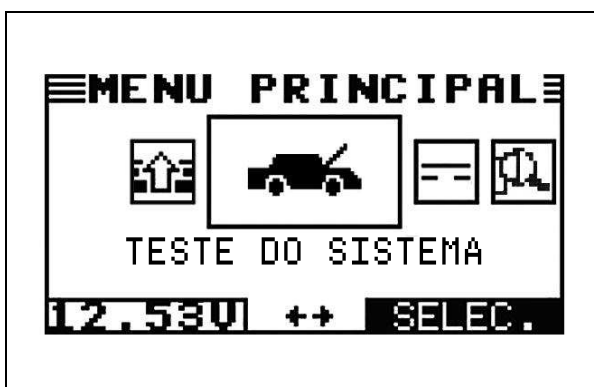 MENU PRINCIPAL
TESTE DO SISTEMA
12.53V ←→ SELEC.